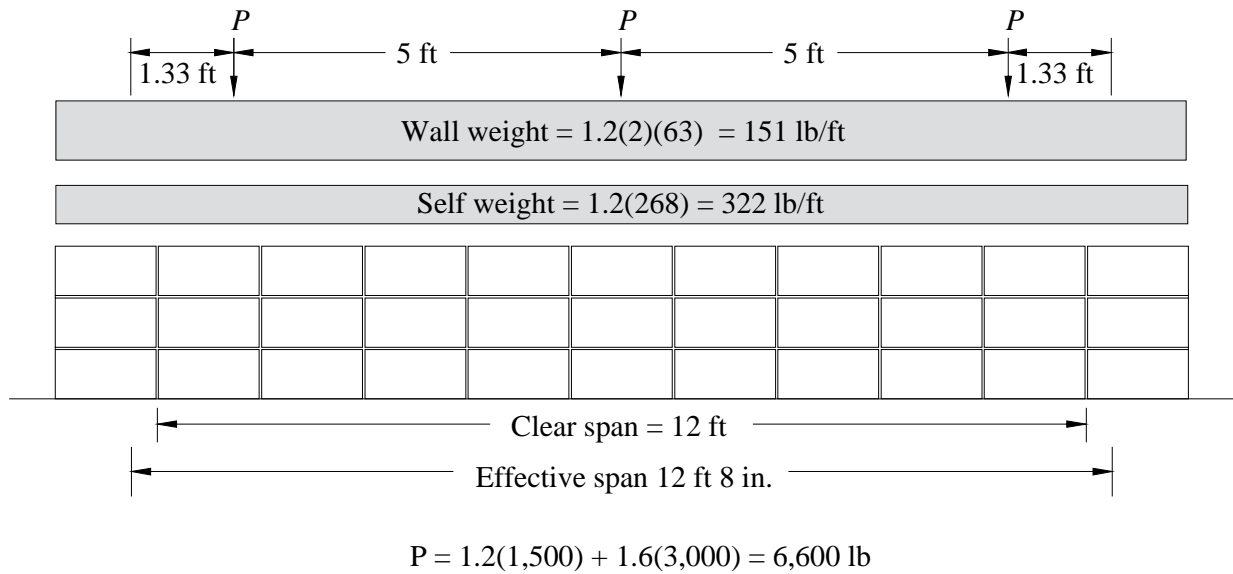 P P P
5 ft 5 ft
1.33 ft 1.33 ft
Wall weight = 1.2(2)(63) = 151 lb/ft
Self weight = 1.2(268) = 322 lb/ft
Clear span = 12 ft
Effective span 12 ft 8 in.
P = 1.2(1,500) + 1.6(3,000) = 6,600 lb